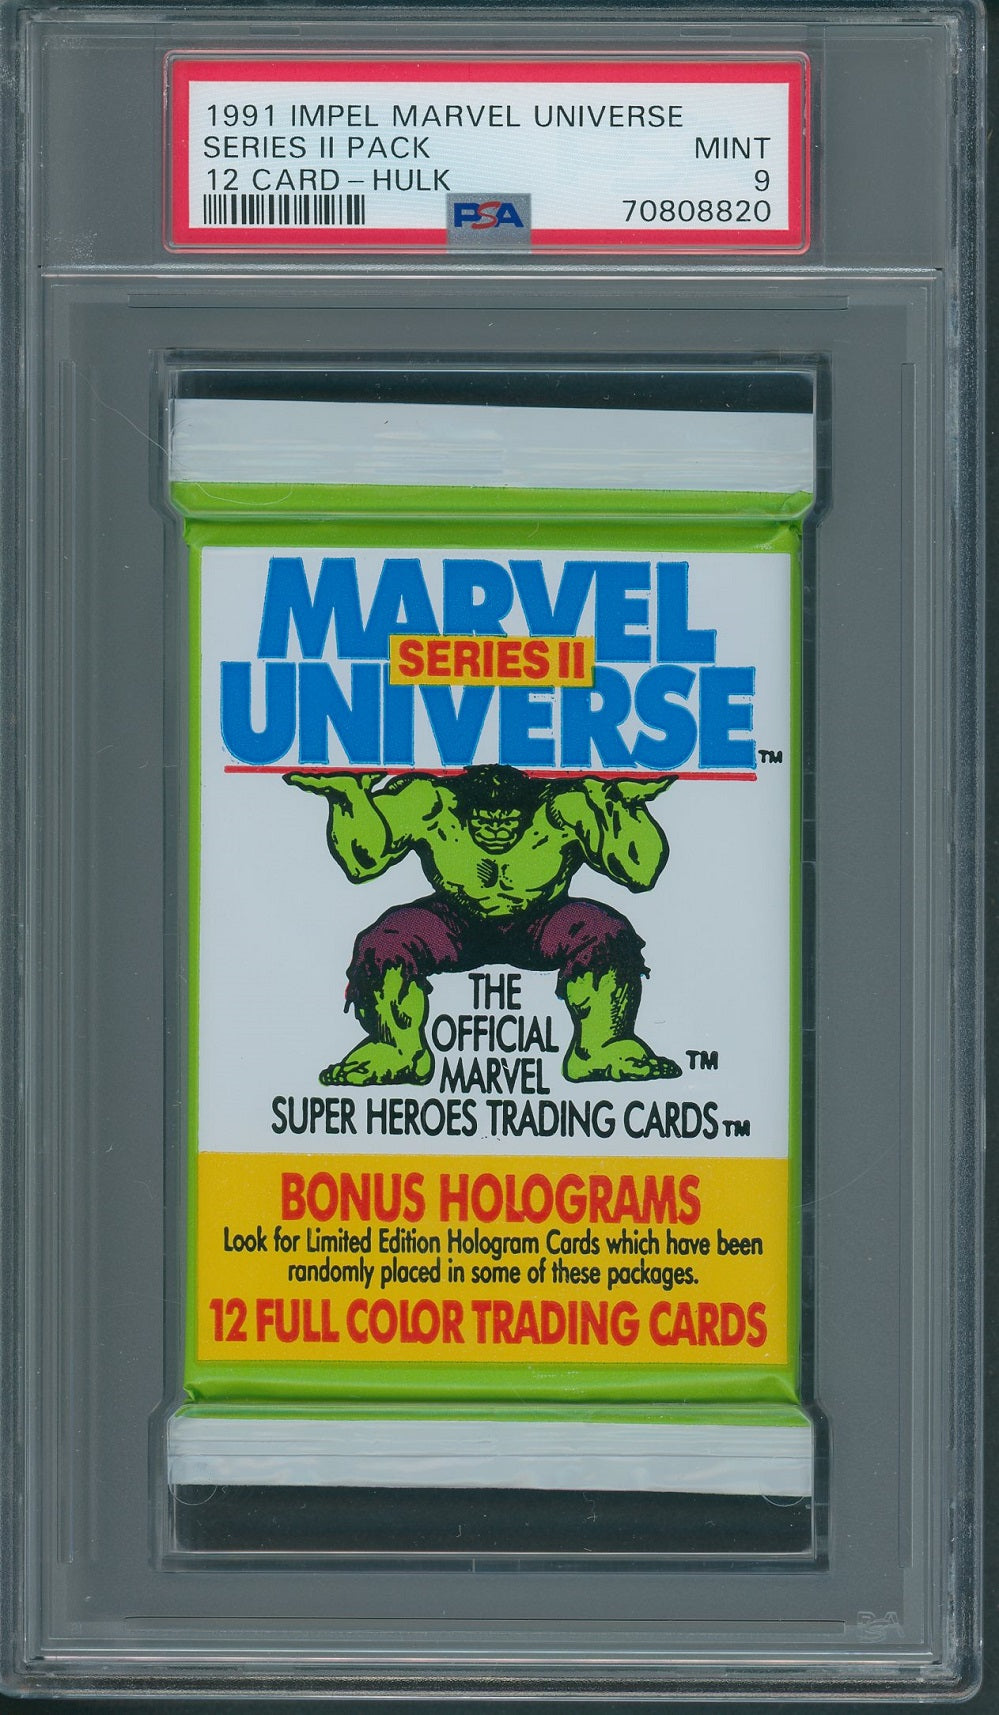 1991 IMPEL MARVEL UNIVERSE
SERIES II PACK MINT
12 CARD - HULK 9
PSA 70808820
MARVEL
SERIES II
UNIVERSE TM
THE
OFFICIAL
MARVEL TM
SUPER HEROES TRADING CARDS TM
BONUS HOLOGRAMS
Look for Limited Edition Hologram Cards which have been
randomly placed in some of these packages.
12 FULL COLOR TRADING CARDS
PSA